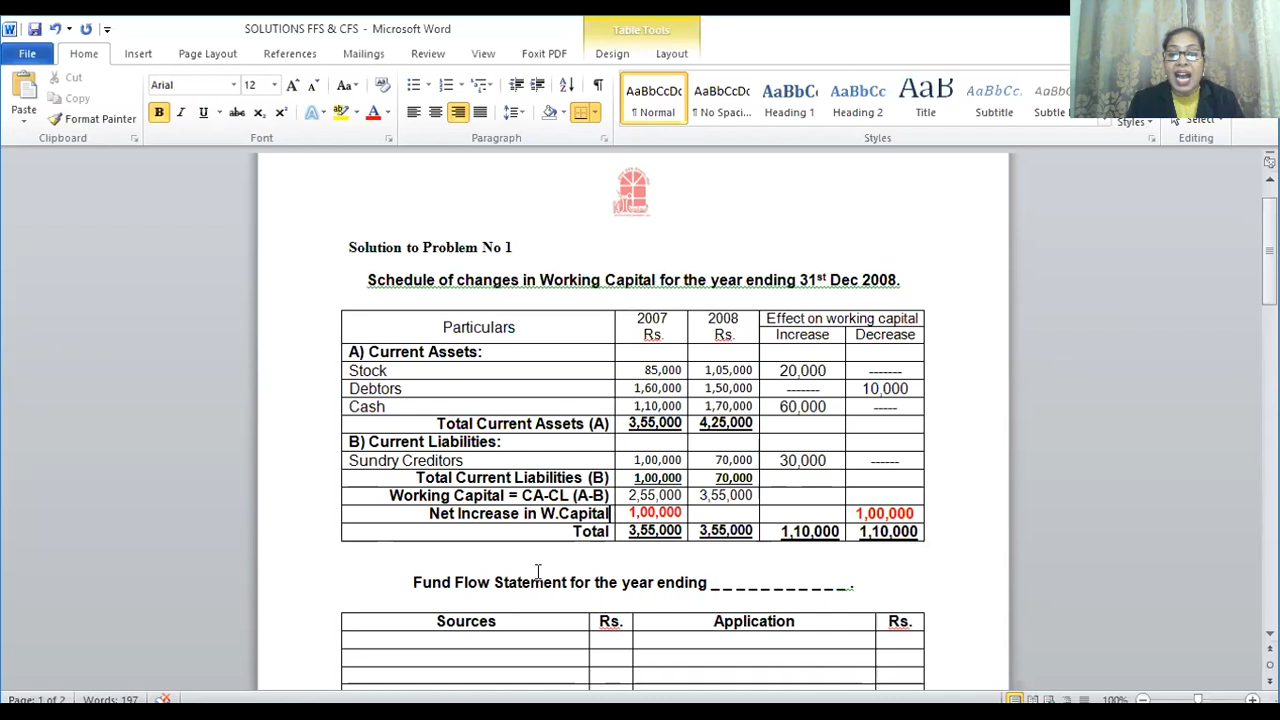 SOLUTIONS FFS & CFS - Microsoft Word
Table Tools
File Home Insert Page Layout References Mailings Review View Foxit PDF Design Layout
Paste
Cut
Copy
Format Painter
Clipboard
Arial 12
Font
Paragraph
AaBbCcDc AaBbCcDc AaBbC AaBbCc AaB AaBbCc. AaBbCc
¶ Normal ¶ No Spaci... Heading 1 Heading 2 Title Subtitle Subtle
Styles
Styles
Select
Editing
Solution to Problem No 1
Schedule of changes in Working Capital for the year ending 31st Dec 2008.
Particulars 2007 Rs. 2008 Rs. Effect on working capital
Increase Decrease
A) Current Assets:
Stock 85,000 1,05,000 20,000 -------
Debtors 1,60,000 1,50,000 ------- 10,000
Cash 1,10,000 1,70,000 60,000 -----
Total Current Assets (A) 3,55,000 4,25,000
B) Current Liabilities:
Sundry Creditors 1,00,000 70,000 30,000 ------
Total Current Liabilities (B) 1,00,000 70,000
Working Capital = CA-CL (A-B) 2,55,000 3,55,000
Net Increase in W.Capital 1,00,000 1,00,000
Total 3,55,000 3,55,000 1,10,000 1,10,000
Fund Flow Statement for the year ending _ _ _ _ _ _ _ _ _ _ _ .
Sources Rs. Application Rs.
Page: 1 of 2 Words: 197 100%